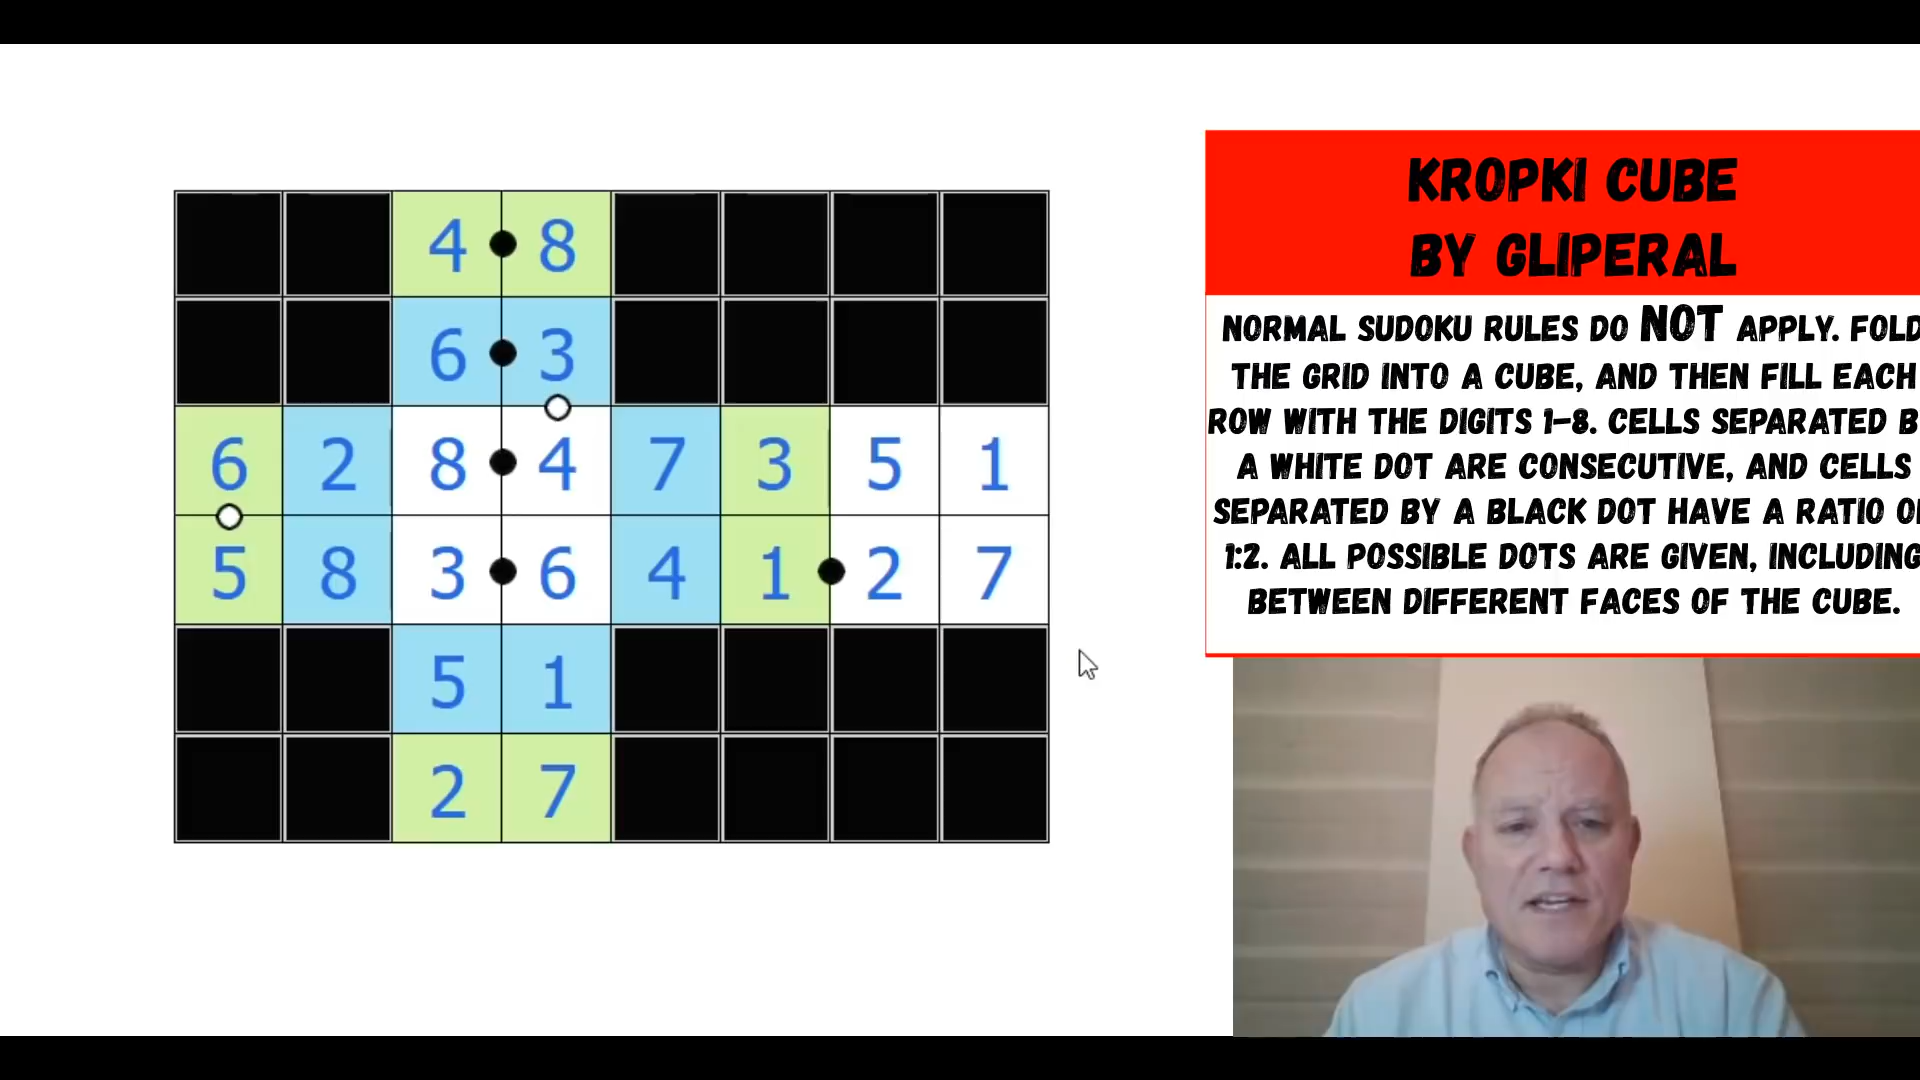 KROPKI CUBE
BY GLIPERAL
NORMAL SUDOKU RULES DO NOT APPLY. FOLD
THE GRID INTO A CUBE, AND THEN FILL EACH
ROW WITH THE DIGITS 1-8. CELLS SEPARATED B
A WHITE DOT ARE CONSECUTIVE, AND CELLS
SEPARATED BY A BLACK DOT HAVE A RATIO OF
1:2. ALL POSSIBLE DOTS ARE GIVEN, INCLUDING
BETWEEN DIFFERENT FACES OF THE CUBE.
4 8
6 3
6 2 8 4 7 3 5 1
5 8 3 6 4 1 2 7
5 1
2 7